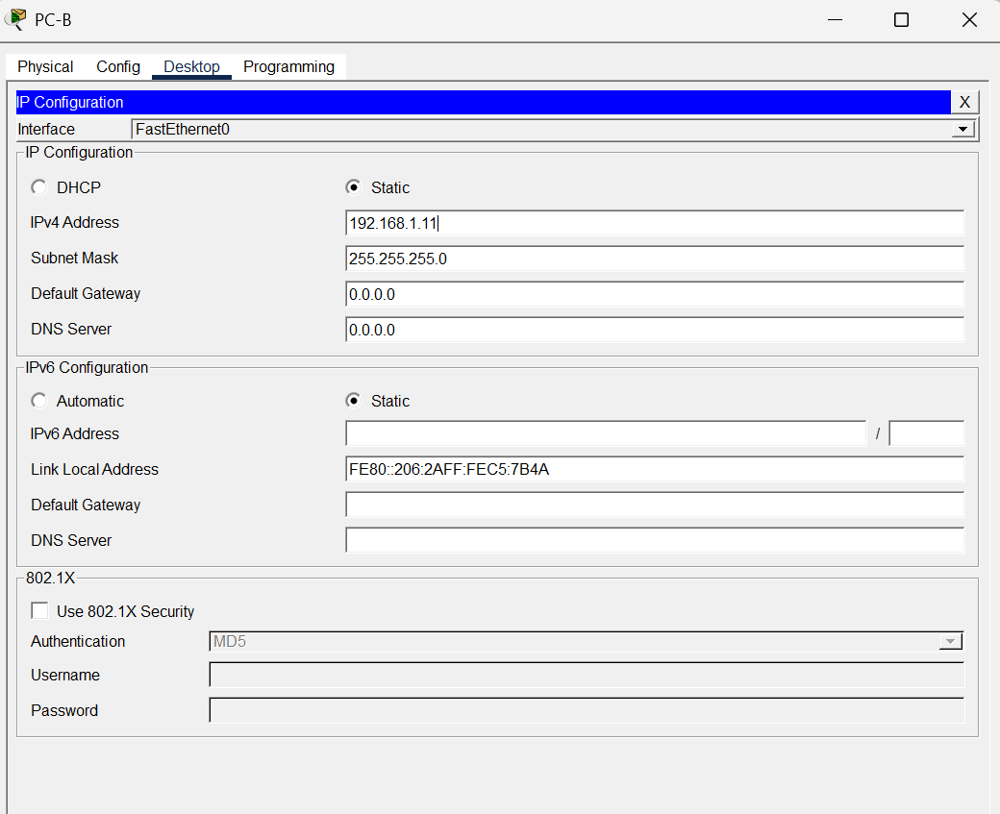 PC-B
Physical Config Desktop Programming
IP Configuration X
Interface FastEthernet0
IP Configuration
DHCP Static
IPv4 Address 192.168.1.11
Subnet Mask 255.255.255.0
Default Gateway 0.0.0.0
DNS Server 0.0.0.0
IPv6 Configuration
Automatic Static
IPv6 Address /
Link Local Address FE80::206:2AFF:FEC5:7B4A
Default Gateway
DNS Server
802.1X
Use 802.1X Security
Authentication MD5
Username
Password